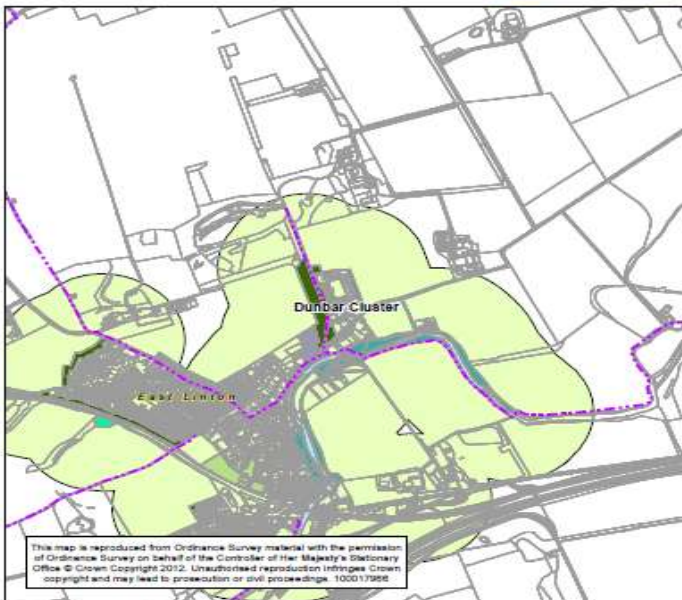 Dunbar Cluster
East Linton
This map is reproduced from Ordnance Survey material with the permission
of Ordnance Survey on behalf of the Controller of Her Majesty's Stationary
Office © Crown Copyright 2012. Unauthorised reproduction infringes Crown
copyright and may lead to prosecution or civil proceedings. 100017956